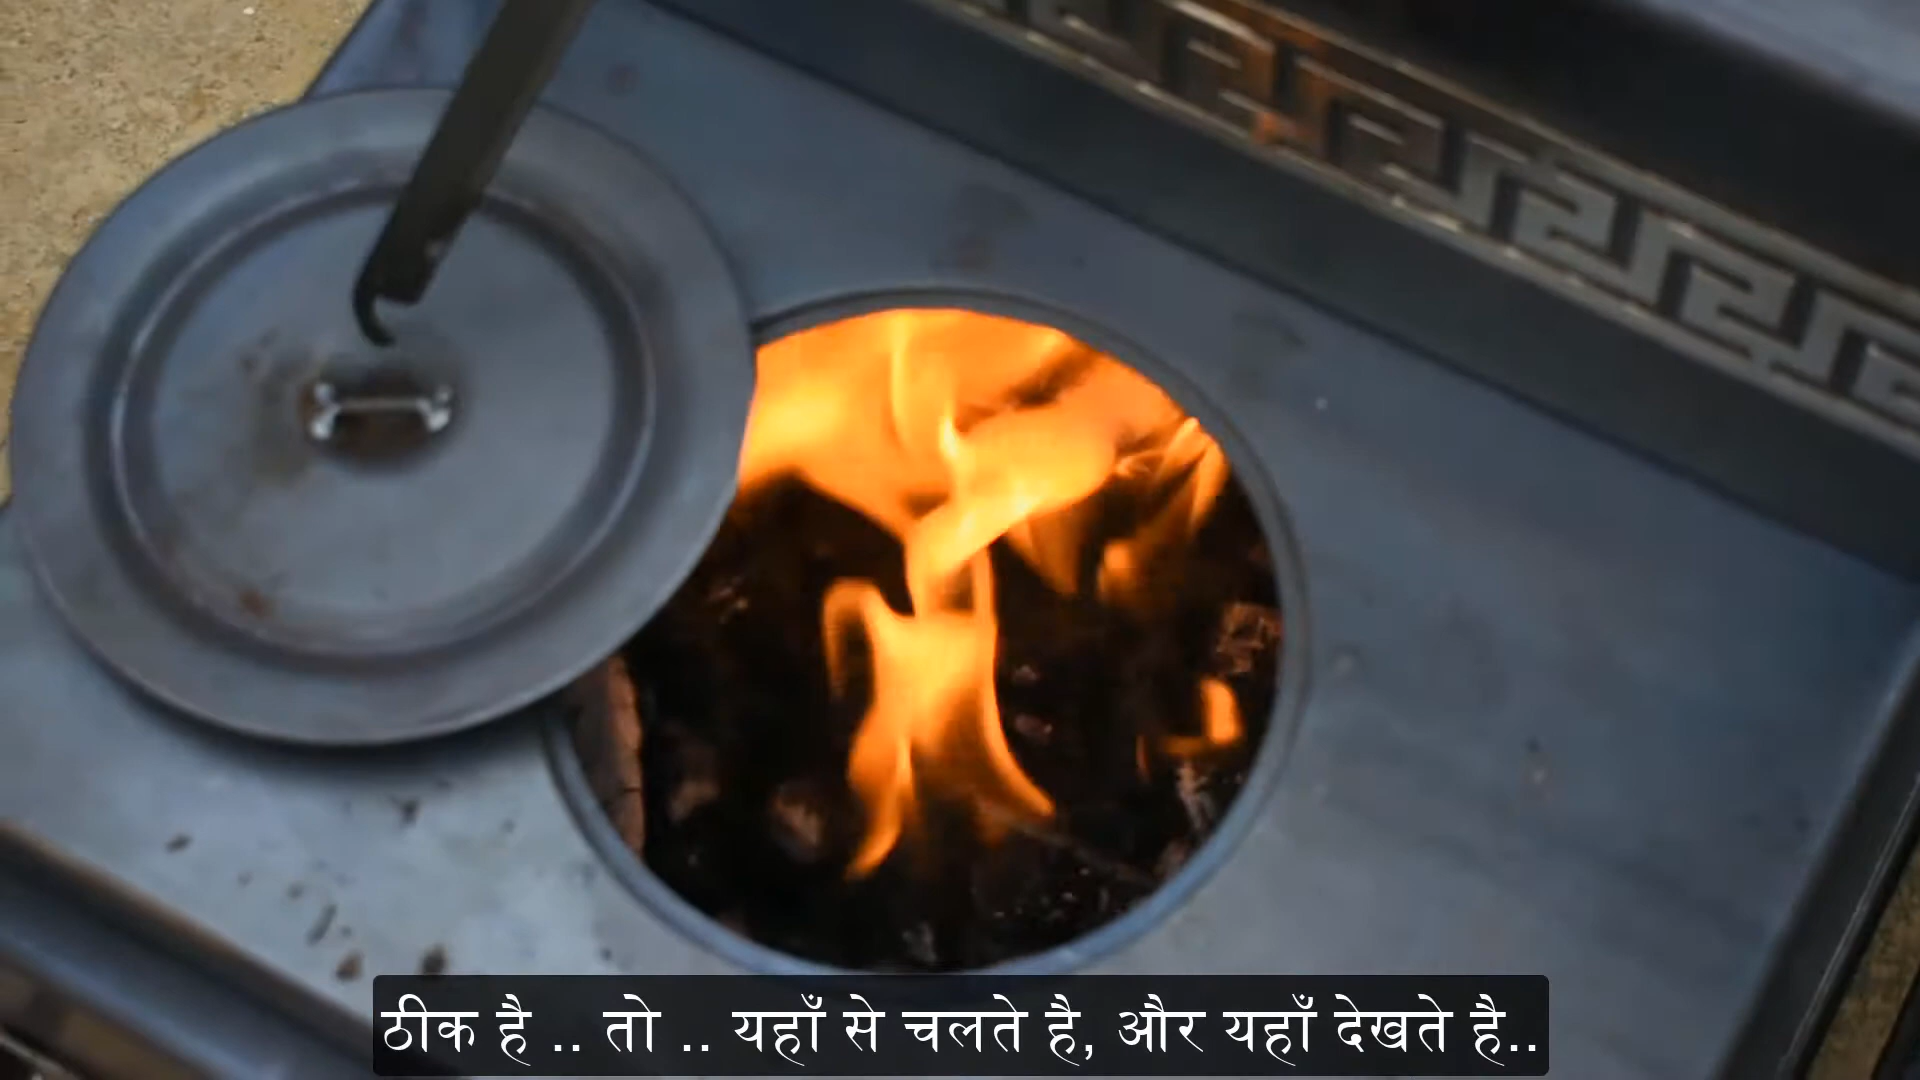 ठीक है .. तो .. यहाँ से चलते है, और यहाँ देखते है..